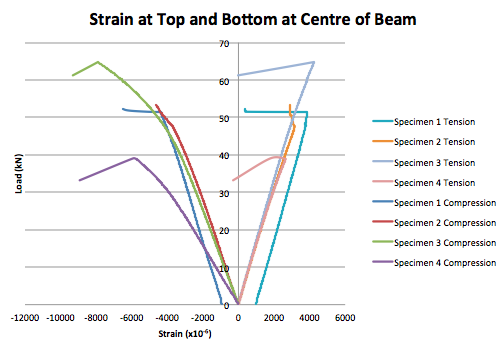 Strain at Top and Bottom at Centre of Beam
70
60
50
40
30
20
10
0
Load (kN)
-12000 -10000 -8000 -6000 -4000 -2000 0 2000 4000 6000
Strain (x10⁻⁶)
Specimen 1 Tension
Specimen 2 Tension
Specimen 3 Tension
Specimen 4 Tension
Specimen 1 Compression
Specimen 2 Compression
Specimen 3 Compression
Specimen 4 Compression